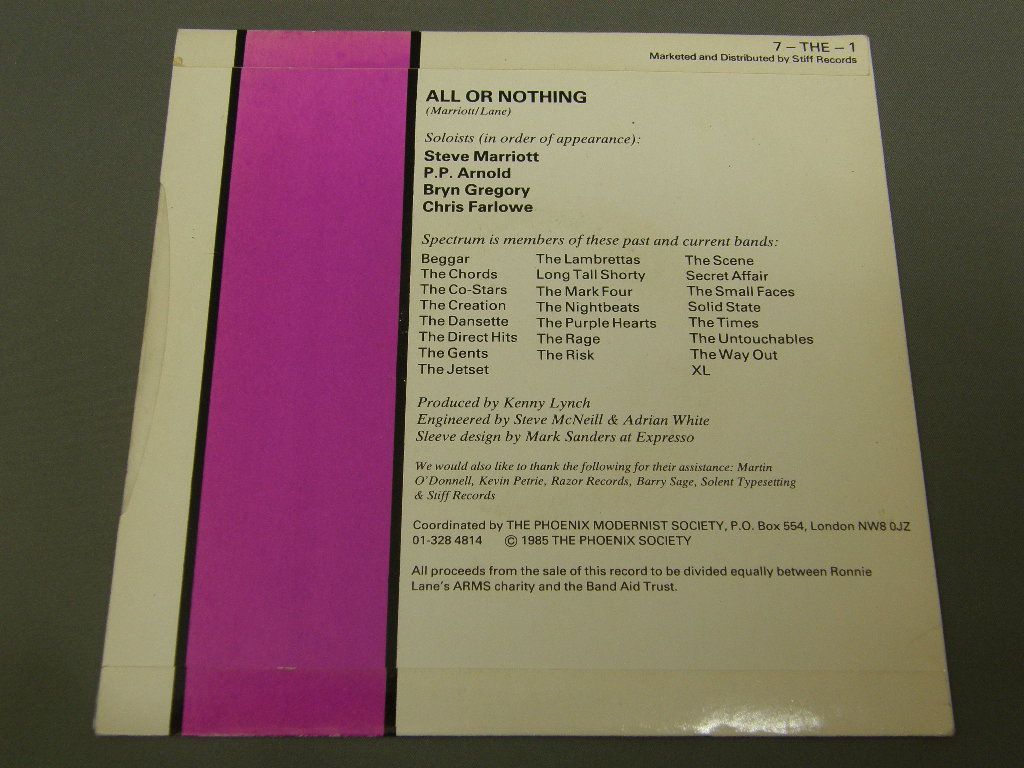 7 – THE – 1
Marketed and Distributed by Stiff Records
ALL OR NOTHING
(Marriott/Lane)
Soloists (in order of appearance):
Steve Marriott
P.P. Arnold
Bryn Gregory
Chris Farlowe
Spectrum is members of these past and current bands:
Beggar
The Chords
The Co-Stars
The Creation
The Dansette
The Direct Hits
The Gents
The Jetset
The Lambrettas
Long Tall Shorty
The Mark Four
The Nightbeats
The Purple Hearts
The Rage
The Risk
The Scene
Secret Affair
The Small Faces
Solid State
The Times
The Untouchables
The Way Out
XL
Produced by Kenny Lynch
Engineered by Steve McNeill & Adrian White
Sleeve design by Mark Sanders at Expresso
We would also like to thank the following for their assistance: Martin
O'Donnell, Kevin Petrie, Razor Records, Barry Sage, Solent Typesetting
& Stiff Records
Coordinated by THE PHOENIX MODERNIST SOCIETY, P.O. Box 554, London NW8 0JZ
01-328 4814 © 1985 THE PHOENIX SOCIETY
All proceeds from the sale of this record to be divided equally between Ronnie
Lane's ARMS charity and the Band Aid Trust.